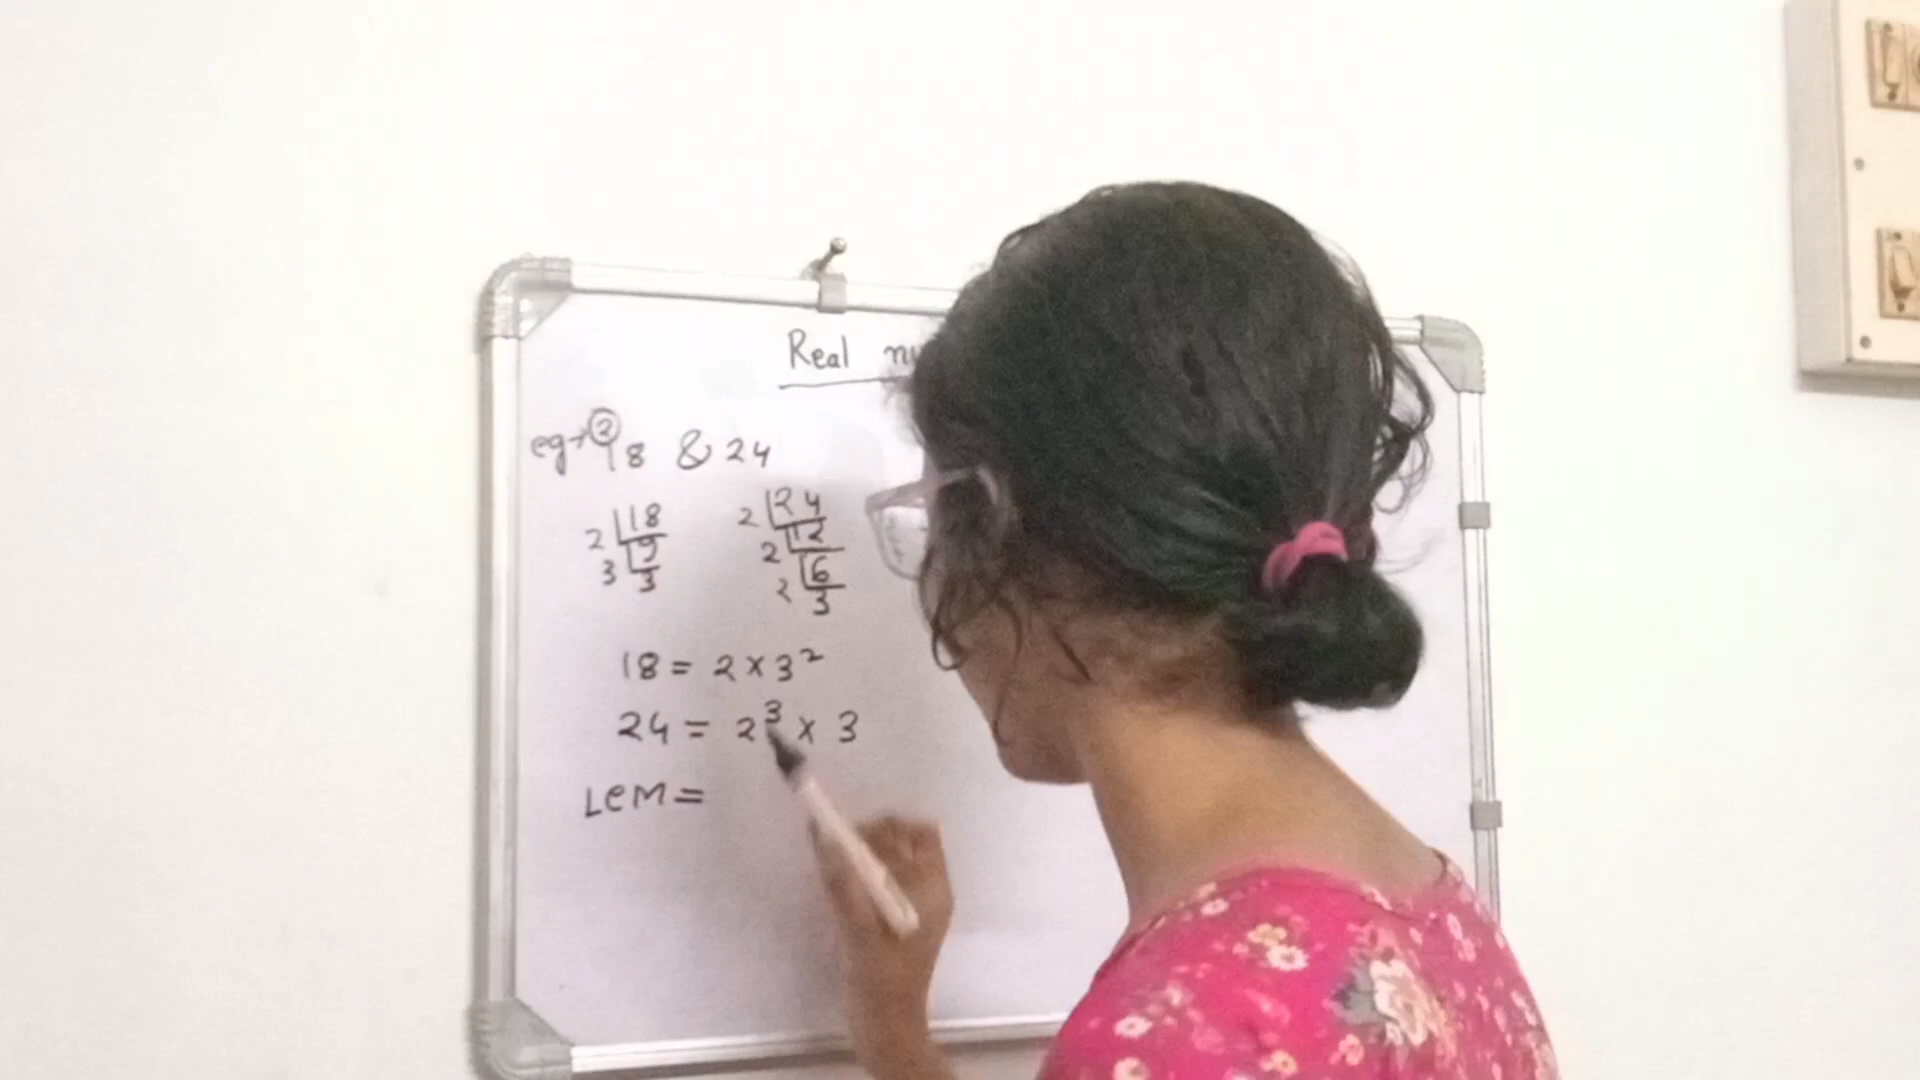 Real
eg→② 18 & 24
2 18 2 24
3 9 2 12
3 2 6
3
18 = 2 × 3²
24 = 2³ × 3
LCM =